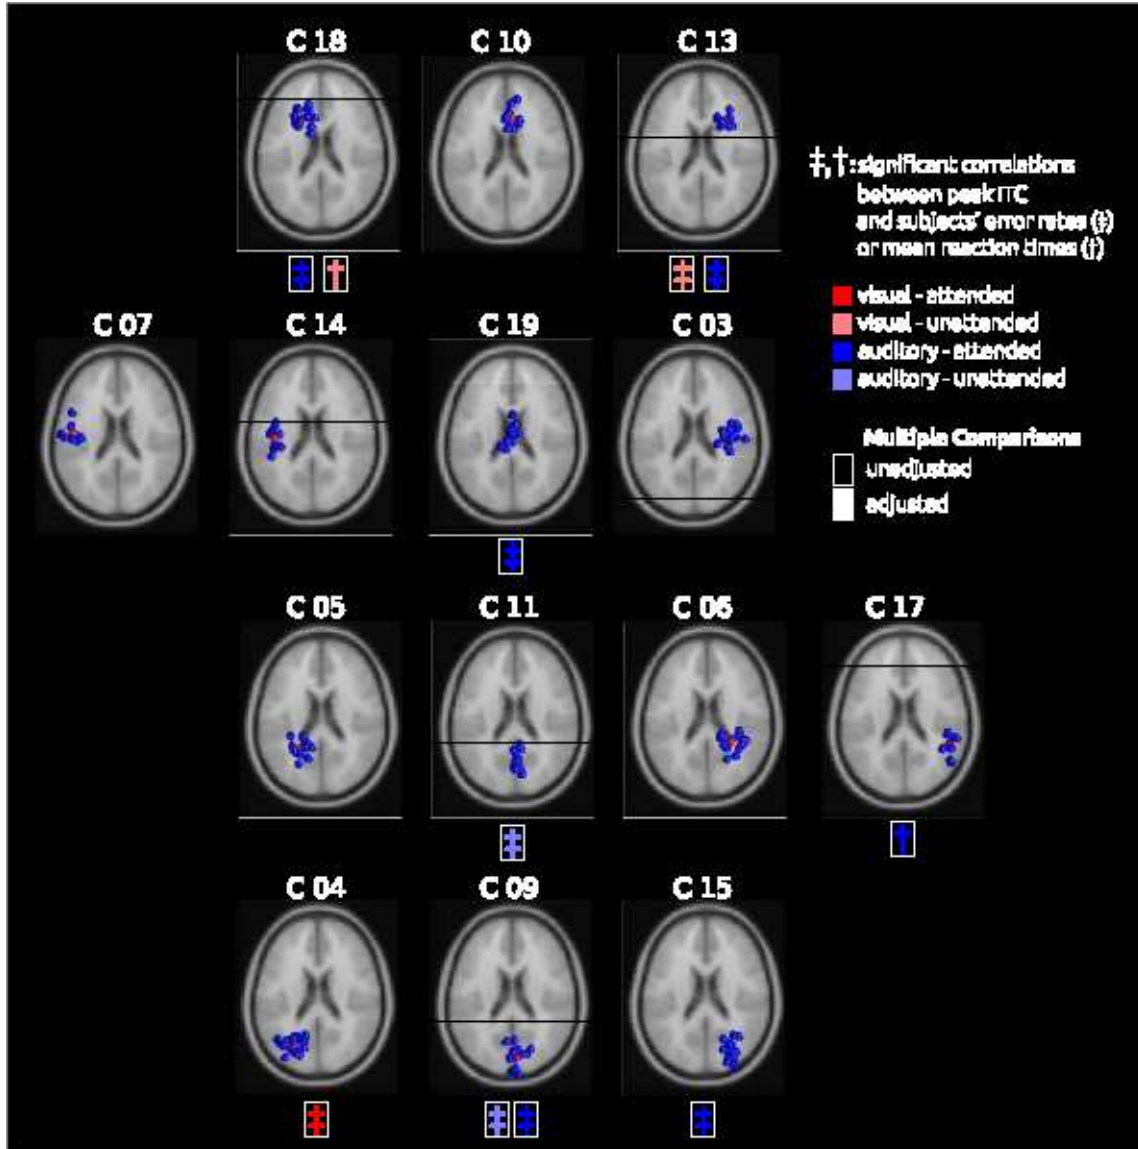 C 18
C 10
C 13
‡,† : significant correlations
between peak ITC
and subjects' error rates (‡)
or mean reaction times (†)
‡ †
‡ ‡
visual - attended
visual - unattended
auditory - attended
auditory - unattended
C 07
C 14
C 19
C 03
Multiple Comparisons
unadjusted
adjusted
‡
C 05
C 11
C 06
C 17
‡
†
C 04
C 09
C 15
‡
‡ ‡
‡